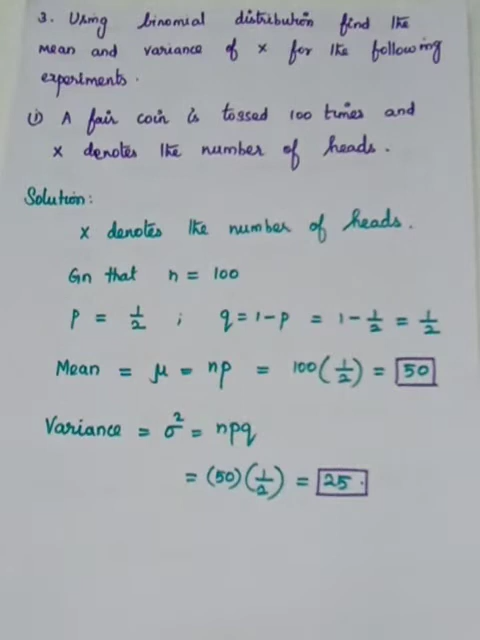 3. Using binomial distribution find the
mean and variance of x for the following
experiments.
(i) A fair coin is tossed 100 times and
x denotes the number of heads.
Solution:
x denotes the number of heads.
Gn that n = 100
p = 1/2 ; q = 1-p = 1 - 1/2 = 1/2
Mean = μ = np = 100(1/2) = 50
Variance = σ² = npq
= (50)(1/2) = 25.